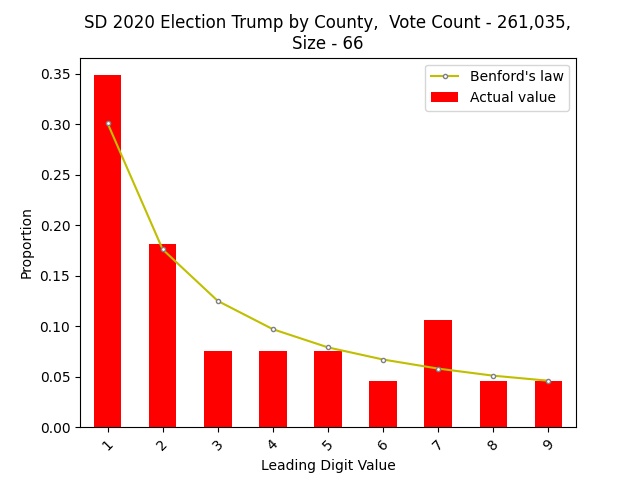 SD 2020 Election Trump by County,  Vote Count - 261,035,
Size - 66
Benford's law
Actual value
Proportion
0.35
0.30
0.25
0.20
0.15
0.10
0.05
0.00
1
2
3
4
5
6
7
8
9
Leading Digit Value